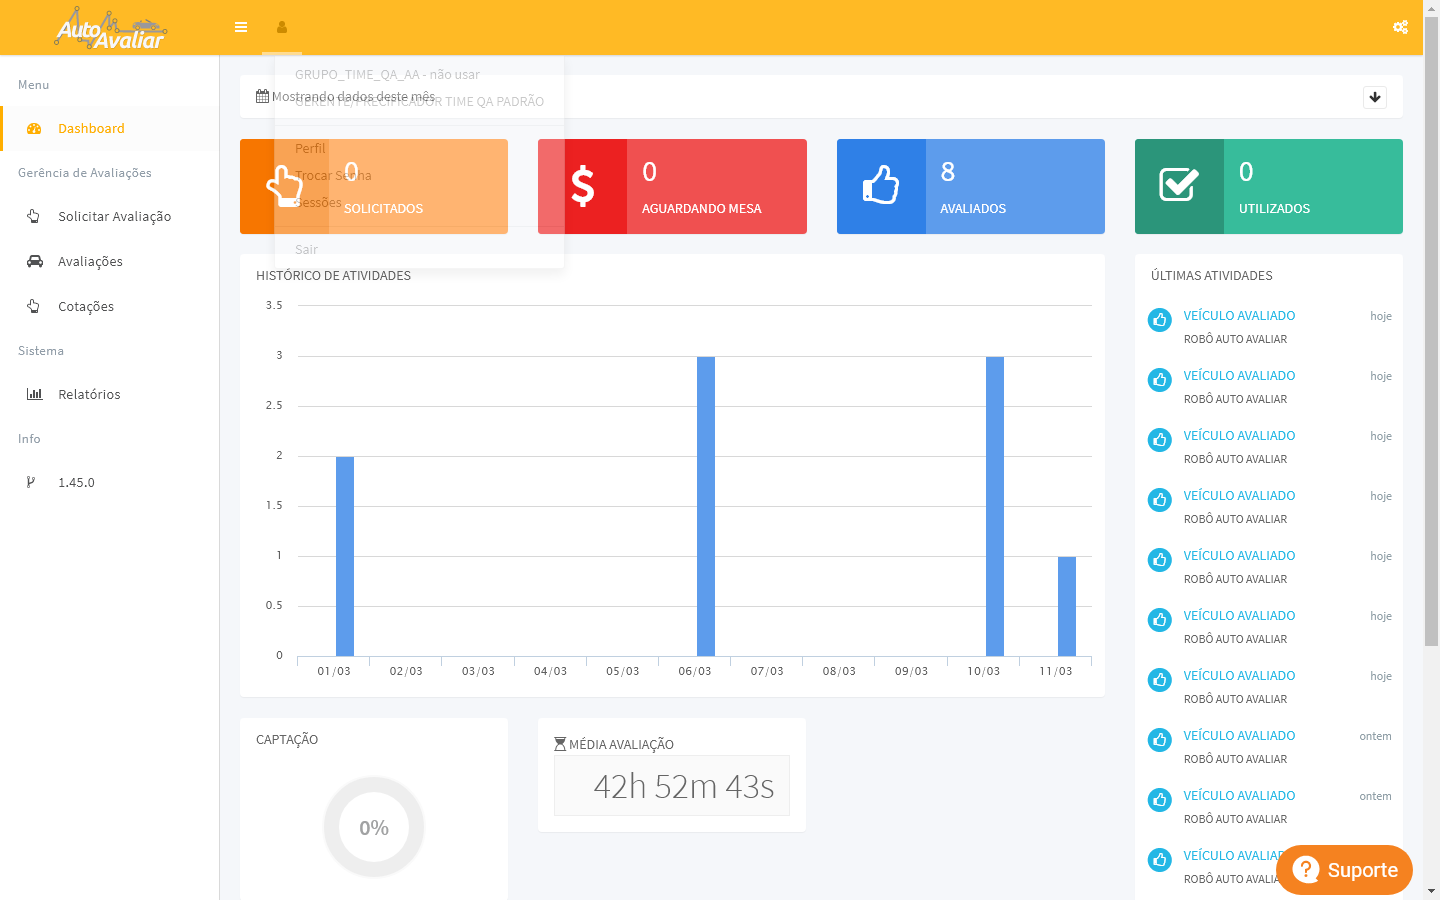 AutoAvaliar
Menu
Dashboard
Gerência de Avaliações
Solicitar Avaliação
Avaliações
Cotações
Sistema
Relatórios
Info
1.45.0
GRUPO_TIME_QA_AA - não usar
Mostrando dados deste mês
GERENTE/PRECIFICADOR TIME QA PADRÃO
Perfil
Trocar Senha
Sessões
Sair
0
SOLICITADOS
0
AGUARDANDO MESA
8
AVALIADOS
0
UTILIZADOS
HISTÓRICO DE ATIVIDADES
3.5
3
2.5
2
1.5
1
0.5
0
01/03 02/03 03/03 04/03 05/03 06/03 07/03 08/03 09/03 10/03 11/03
CAPTAÇÃO
0%
MÉDIA AVALIAÇÃO
42h 52m 43s
ÚLTIMAS ATIVIDADES
VEÍCULO AVALIADO hoje
ROBÔ AUTO AVALIAR
VEÍCULO AVALIADO hoje
ROBÔ AUTO AVALIAR
VEÍCULO AVALIADO hoje
ROBÔ AUTO AVALIAR
VEÍCULO AVALIADO hoje
ROBÔ AUTO AVALIAR
VEÍCULO AVALIADO hoje
ROBÔ AUTO AVALIAR
VEÍCULO AVALIADO hoje
ROBÔ AUTO AVALIAR
VEÍCULO AVALIADO hoje
ROBÔ AUTO AVALIAR
VEÍCULO AVALIADO ontem
ROBÔ AUTO AVALIAR
VEÍCULO AVALIADO ontem
ROBÔ AUTO AVALIAR
VEÍCULO AVALIA
ROBÔ AUTO AVALIA
Suporte